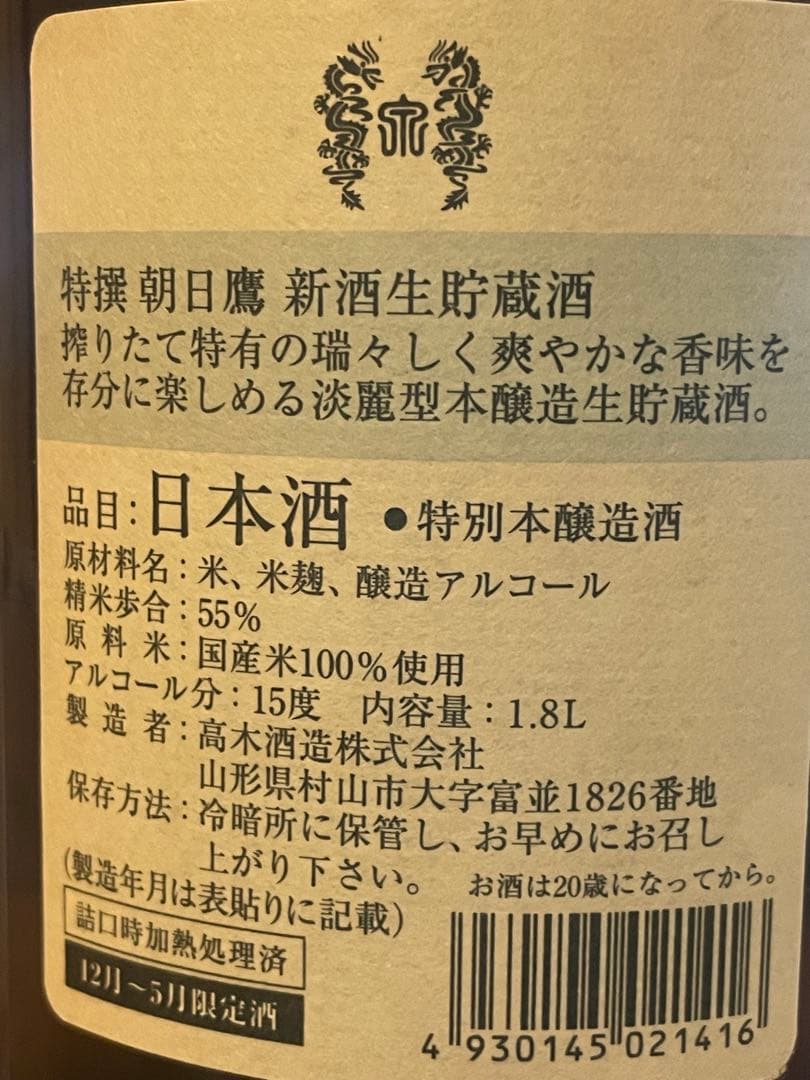 特撰 朝日鷹 新酒生貯蔵酒
搾りたて特有の瑞々しく爽やかな香味を
存分に楽しめる淡麗型本醸造生貯蔵酒。
品目：日本酒 ●特別本醸造酒
原材料名：米、米麹、醸造アルコール
精米歩合：55%
原料米：国産米100%使用
アルコール分：15度 内容量：1.8L
製造者：高木酒造株式会社
山形県村山市大字富並1826番地
保存方法：冷暗所に保管し、お早めにお召し
上がり下さい。
(製造年月は表貼りに記載)
お酒は20歳になってから。
詰口時加熱処理済
12月～5月限定酒
4 930145 021416